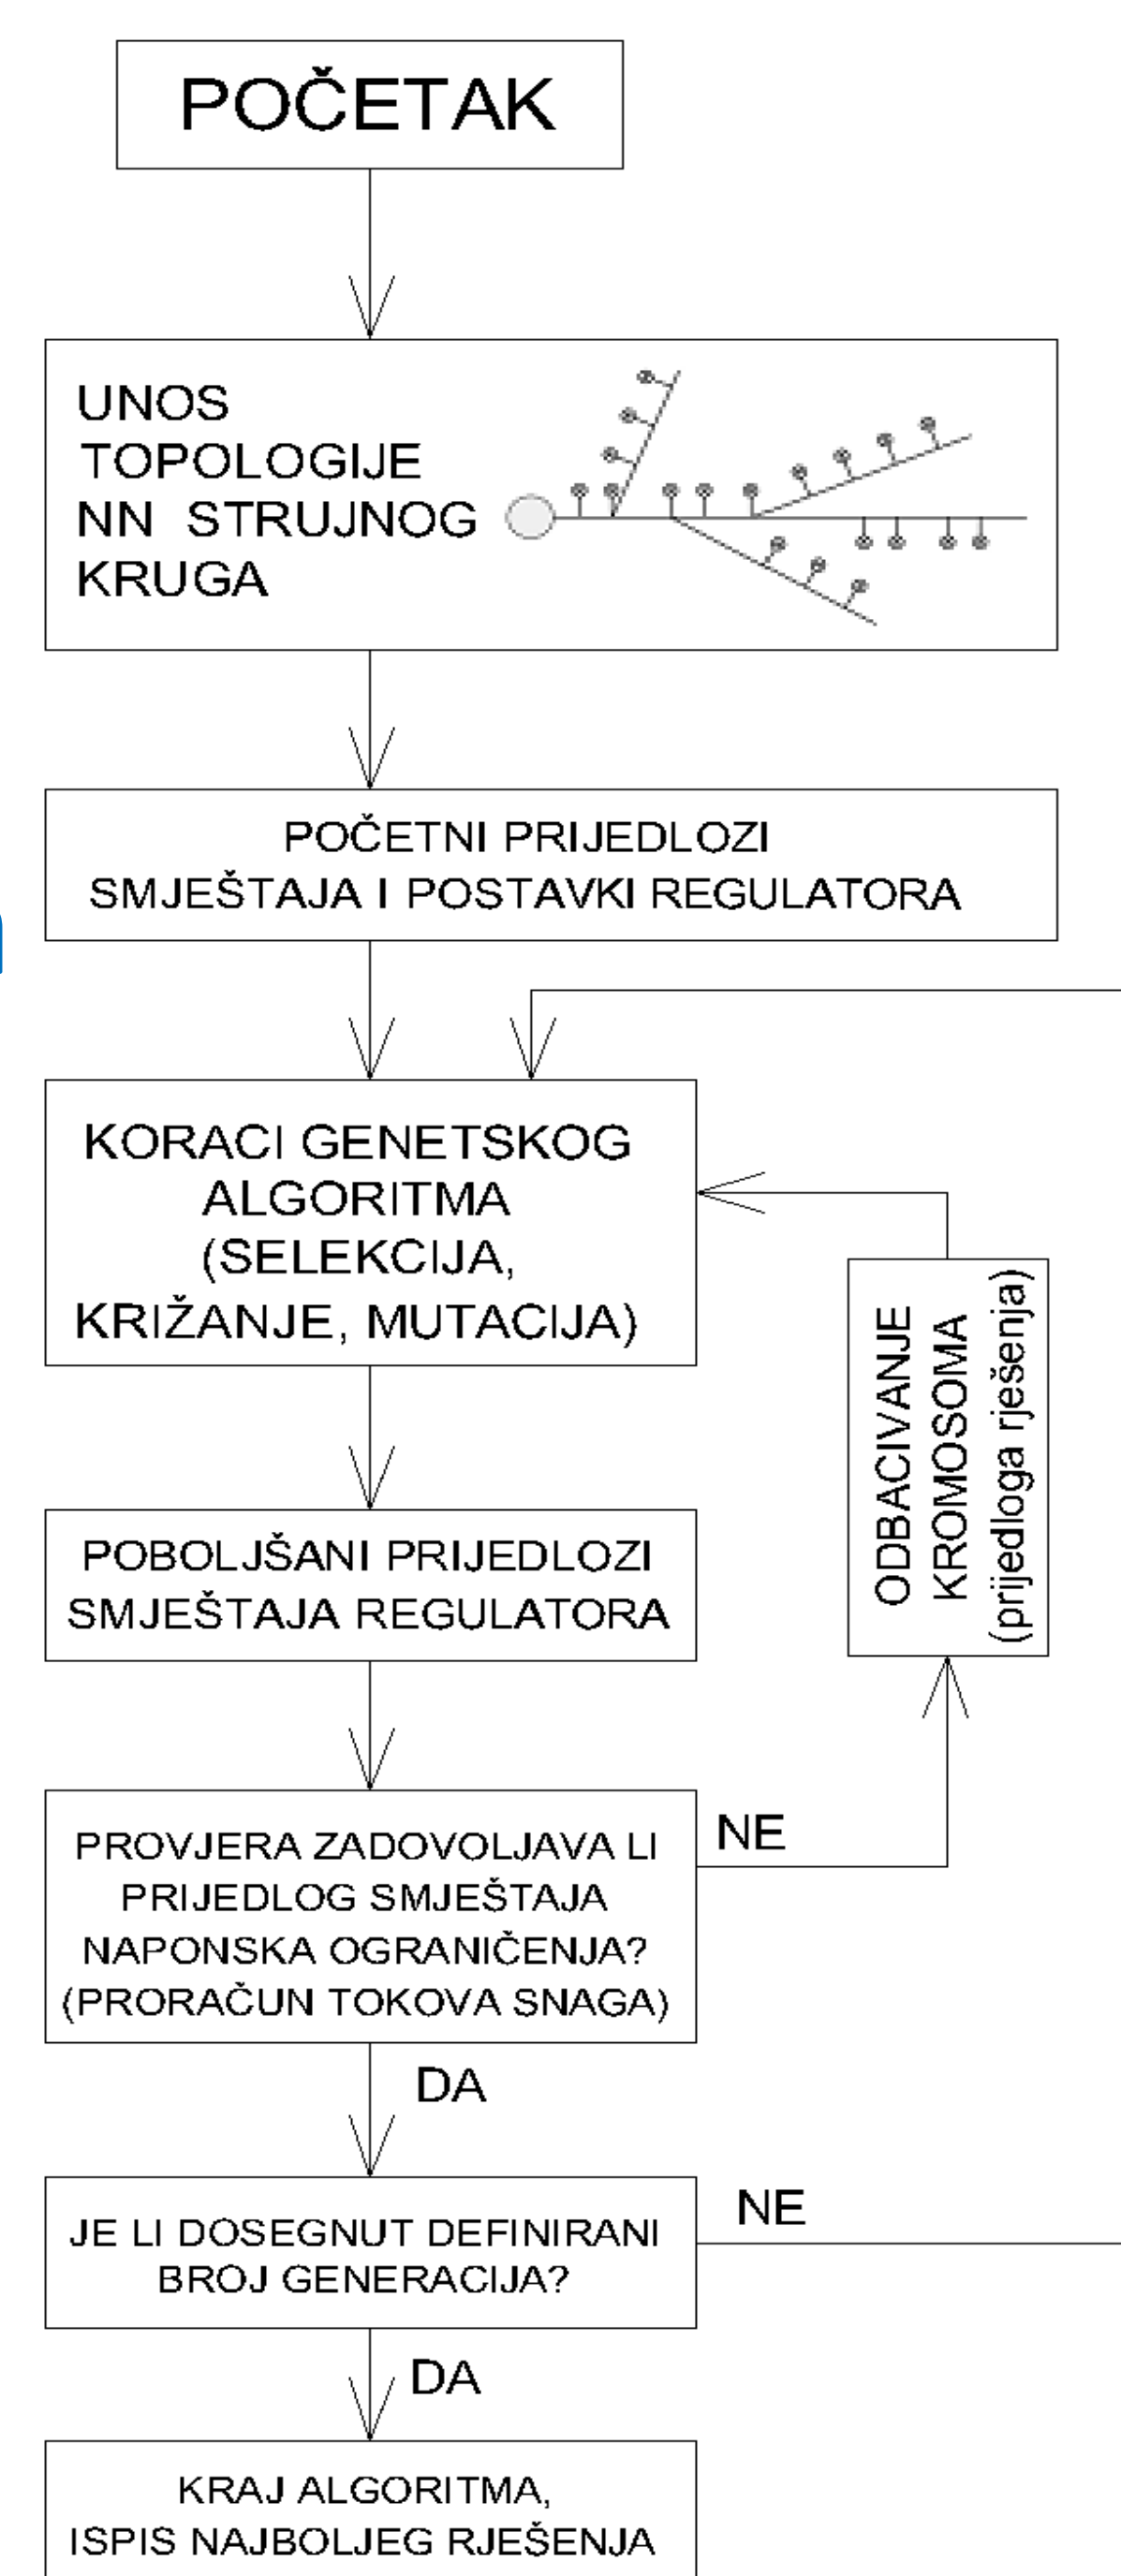 POČETAK
UNOS
TOPOLOGIJE
NN STRUJNOG
KRUGA
POČETNI PRIJEDLOZI
SMJEŠTAJA I POSTAVKI REGULATORA
KORACI GENETSKOG
ALGORITMA
(SELEKCIJA,
KRIŽANJE, MUTACIJA)
ODBACIVANJE
KROMOSOMA
(prijedloga rješenja)
POBOLJŠANI PRIJEDLOZI
SMJEŠTAJA REGULATORA
PROVJERA ZADOVOLJAVA LI
PRIJEDLOG SMJEŠTAJA
NAPONSKA OGRANIČENJA?
(PRORAČUN TOKOVA SNAGA)
NE
DA
JE LI DOSEGNUT DEFINIRANI
BROJ GENERACIJA?
NE
DA
KRAJ ALGORITMA,
ISPIS NAJBOLJEG RJEŠENJA